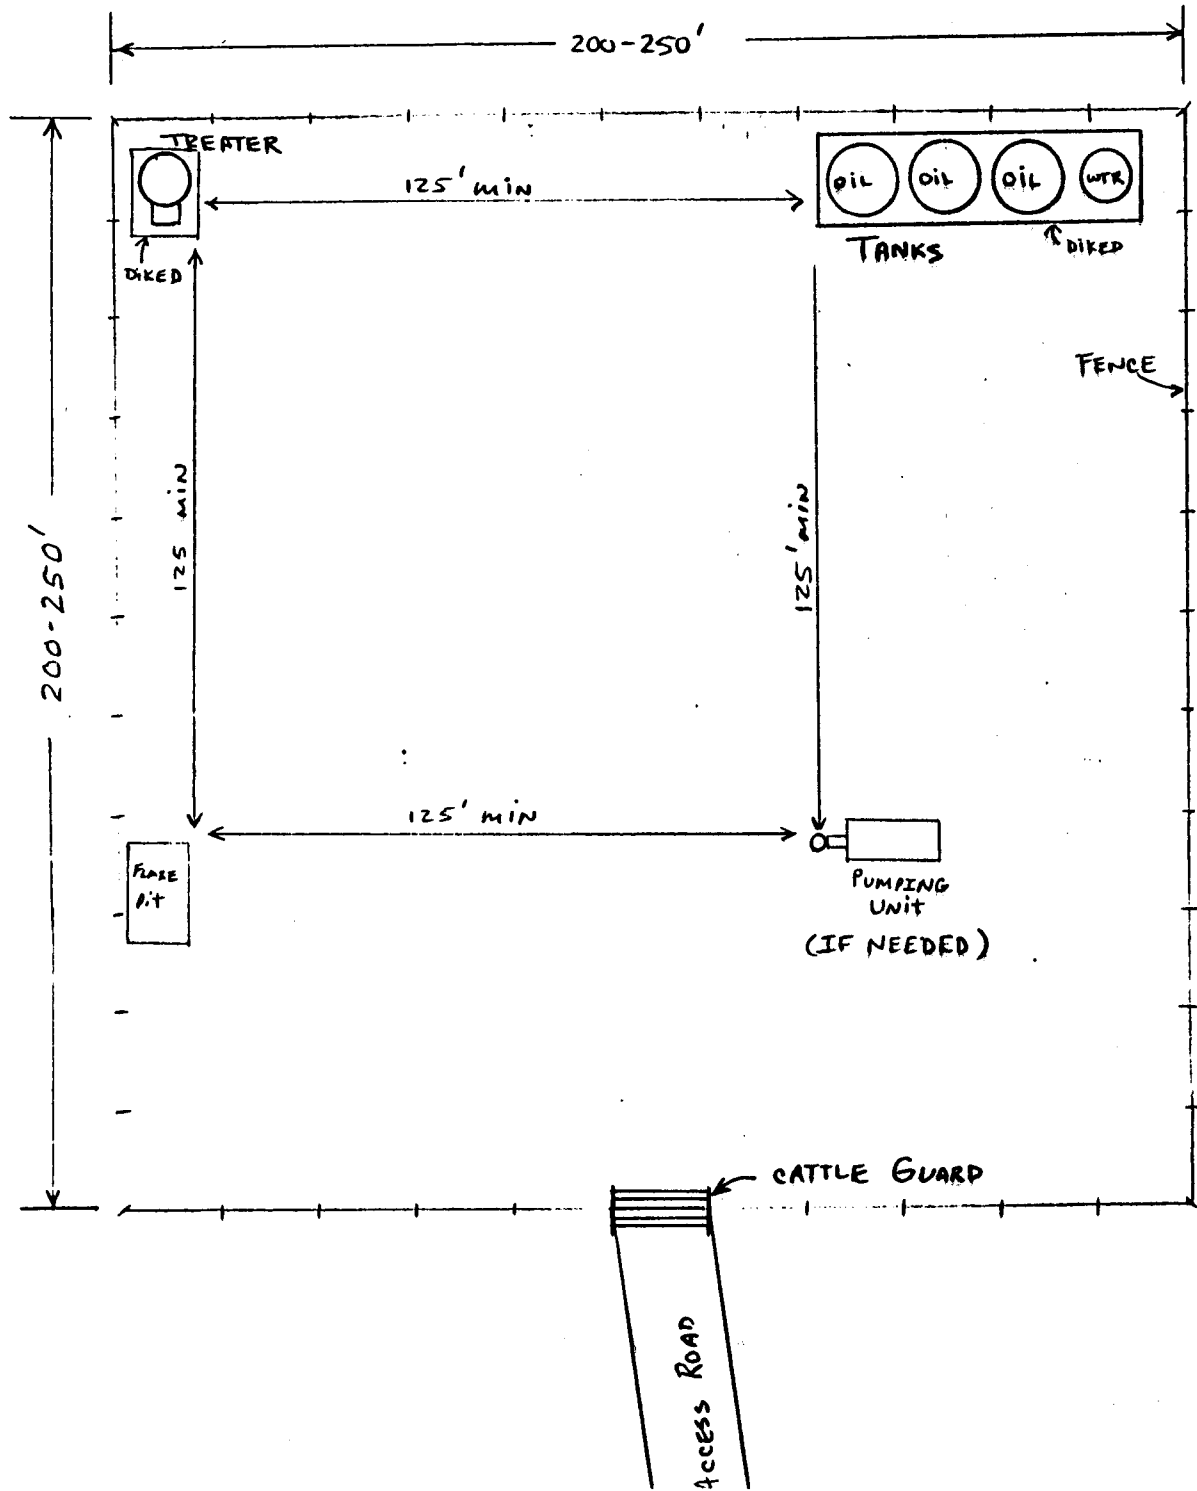 200-250'
TREATER
125' min
OIL OIL OIL WTR
DIKED
TANKS
DIKED
FENCE
200-250'
125 min
125' min
125' min
FLARE
Pit
PUMPING
UNit
(IF NEEDED)
CATTLE GUARD
ACCESS ROAD